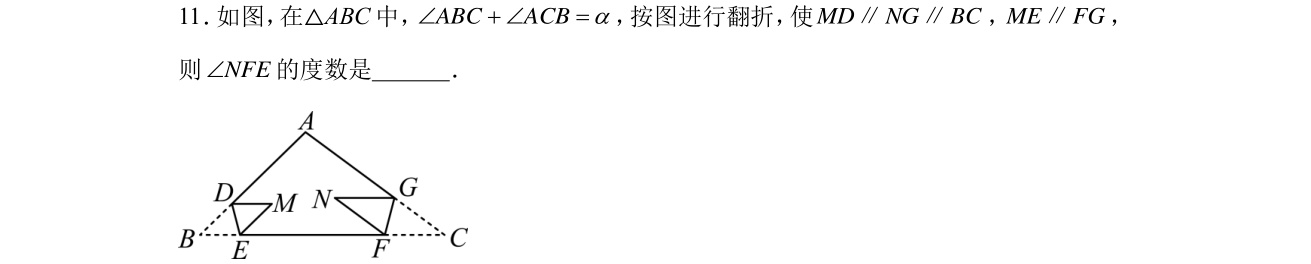 11. 如图,在△ABC中,∠ABC+∠ACB=α,按图进行翻折,使MD∥NG∥BC,ME∥FG,
则∠NFE的度数是______.
A
D
M
N
G
B
E
F
C